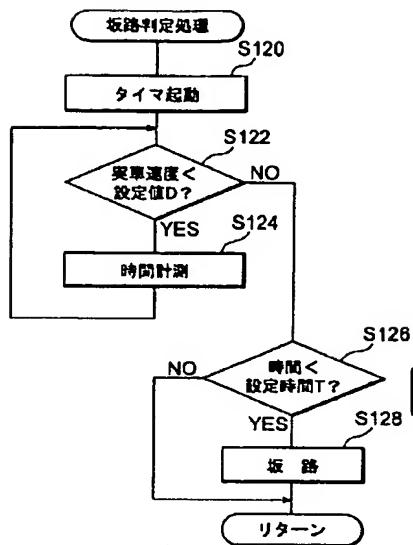 坂路判定処理
S120
タイマ起動
S122
実車速度<
設定値D?
NO
YES
S124
時間計測
S126
時間<
設定時間T?
NO
YES
S128
坂 路
リターン